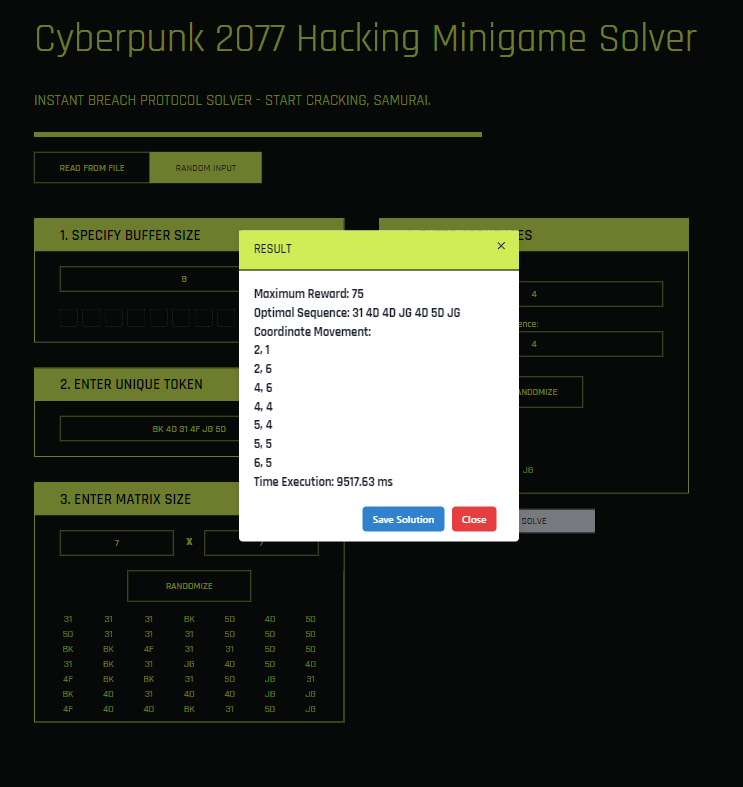 Cyberpunk 2077 Hacking Minigame Solver
INSTANT BREACH PROTOCOL SOLVER - START CRACKING, SAMURAI.
READ FROM FILE
RANDOM INPUT
1. SPECIFY BUFFER SIZE
8
2. ENTER UNIQUE TOKEN
BK 4D 31 4F JG 5D
3. ENTER MATRIX SIZE
7 X 7
RANDOMIZE
31 31 31 BK 5D 4D 5D
5D 31 31 31 5D 5D 5D
BK BK 4F 31 31 5D 5D
31 BK 31 JG 4D 5D 4D
4F BK BK 31 5D JG 31
BK 4D 31 4D 4D JG JG
4F 4D 4D BK 31 5D JG
RESULT ×
Maximum Reward: 75
Optimal Sequence: 31 4D 4D JG 4D 5D JG
Coordinate Movement:
2, 1
2, 6
4, 6
4, 4
5, 4
5, 5
6, 5
Time Execution: 9517.63 ms
Save Solution
Close
ES
4
ence:
4
ANDOMIZE
JG
SOLVE